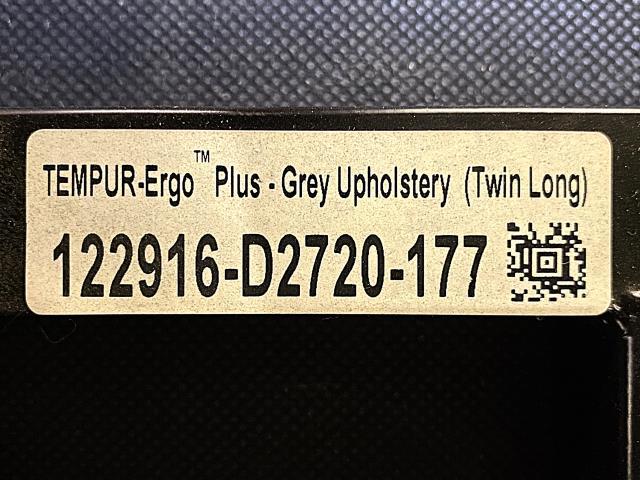 TEMPUR-Ergo™ Plus - Grey Upholstery (Twin Long)
122916-D2720-177